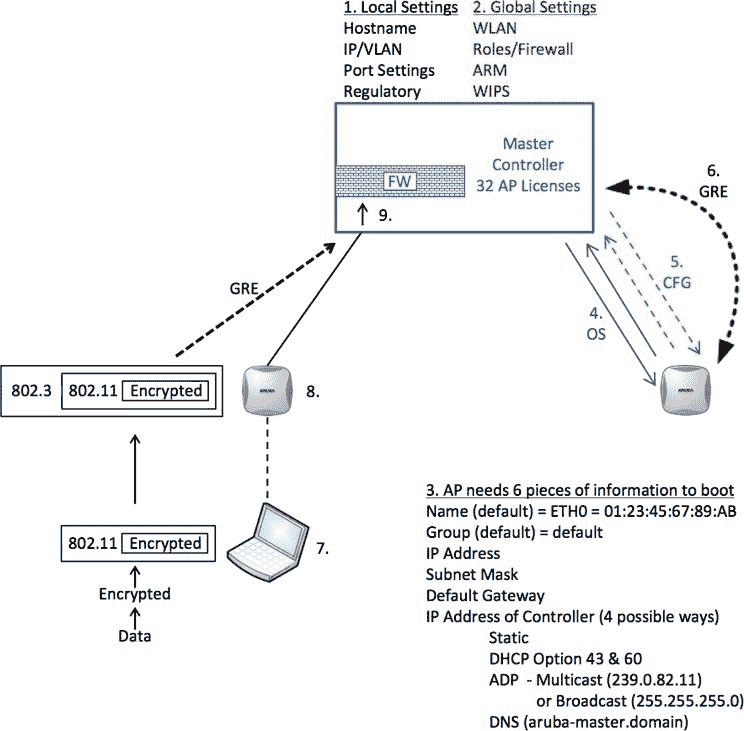 1. Local Settings 2. Global Settings
Hostname WLAN
IP/VLAN Roles/Firewall
Port Settings ARM
Regulatory WIPS
Master
Controller
32 AP Licenses
FW
9.
6.
GRE
5.
CFG
4.
OS
GRE
802.3 802.11 Encrypted
8.
ARUBA
ARUBA
802.11 Encrypted
7.
Encrypted
Data
3. AP needs 6 pieces of information to boot
Name (default) = ETH0 = 01:23:45:67:89:AB
Group (default) = default
IP Address
Subnet Mask
Default Gateway
IP Address of Controller (4 possible ways)
Static
DHCP Option 43 & 60
ADP - Multicast (239.0.82.11)
or Broadcast (255.255.255.0)
DNS (aruba-master.domain)